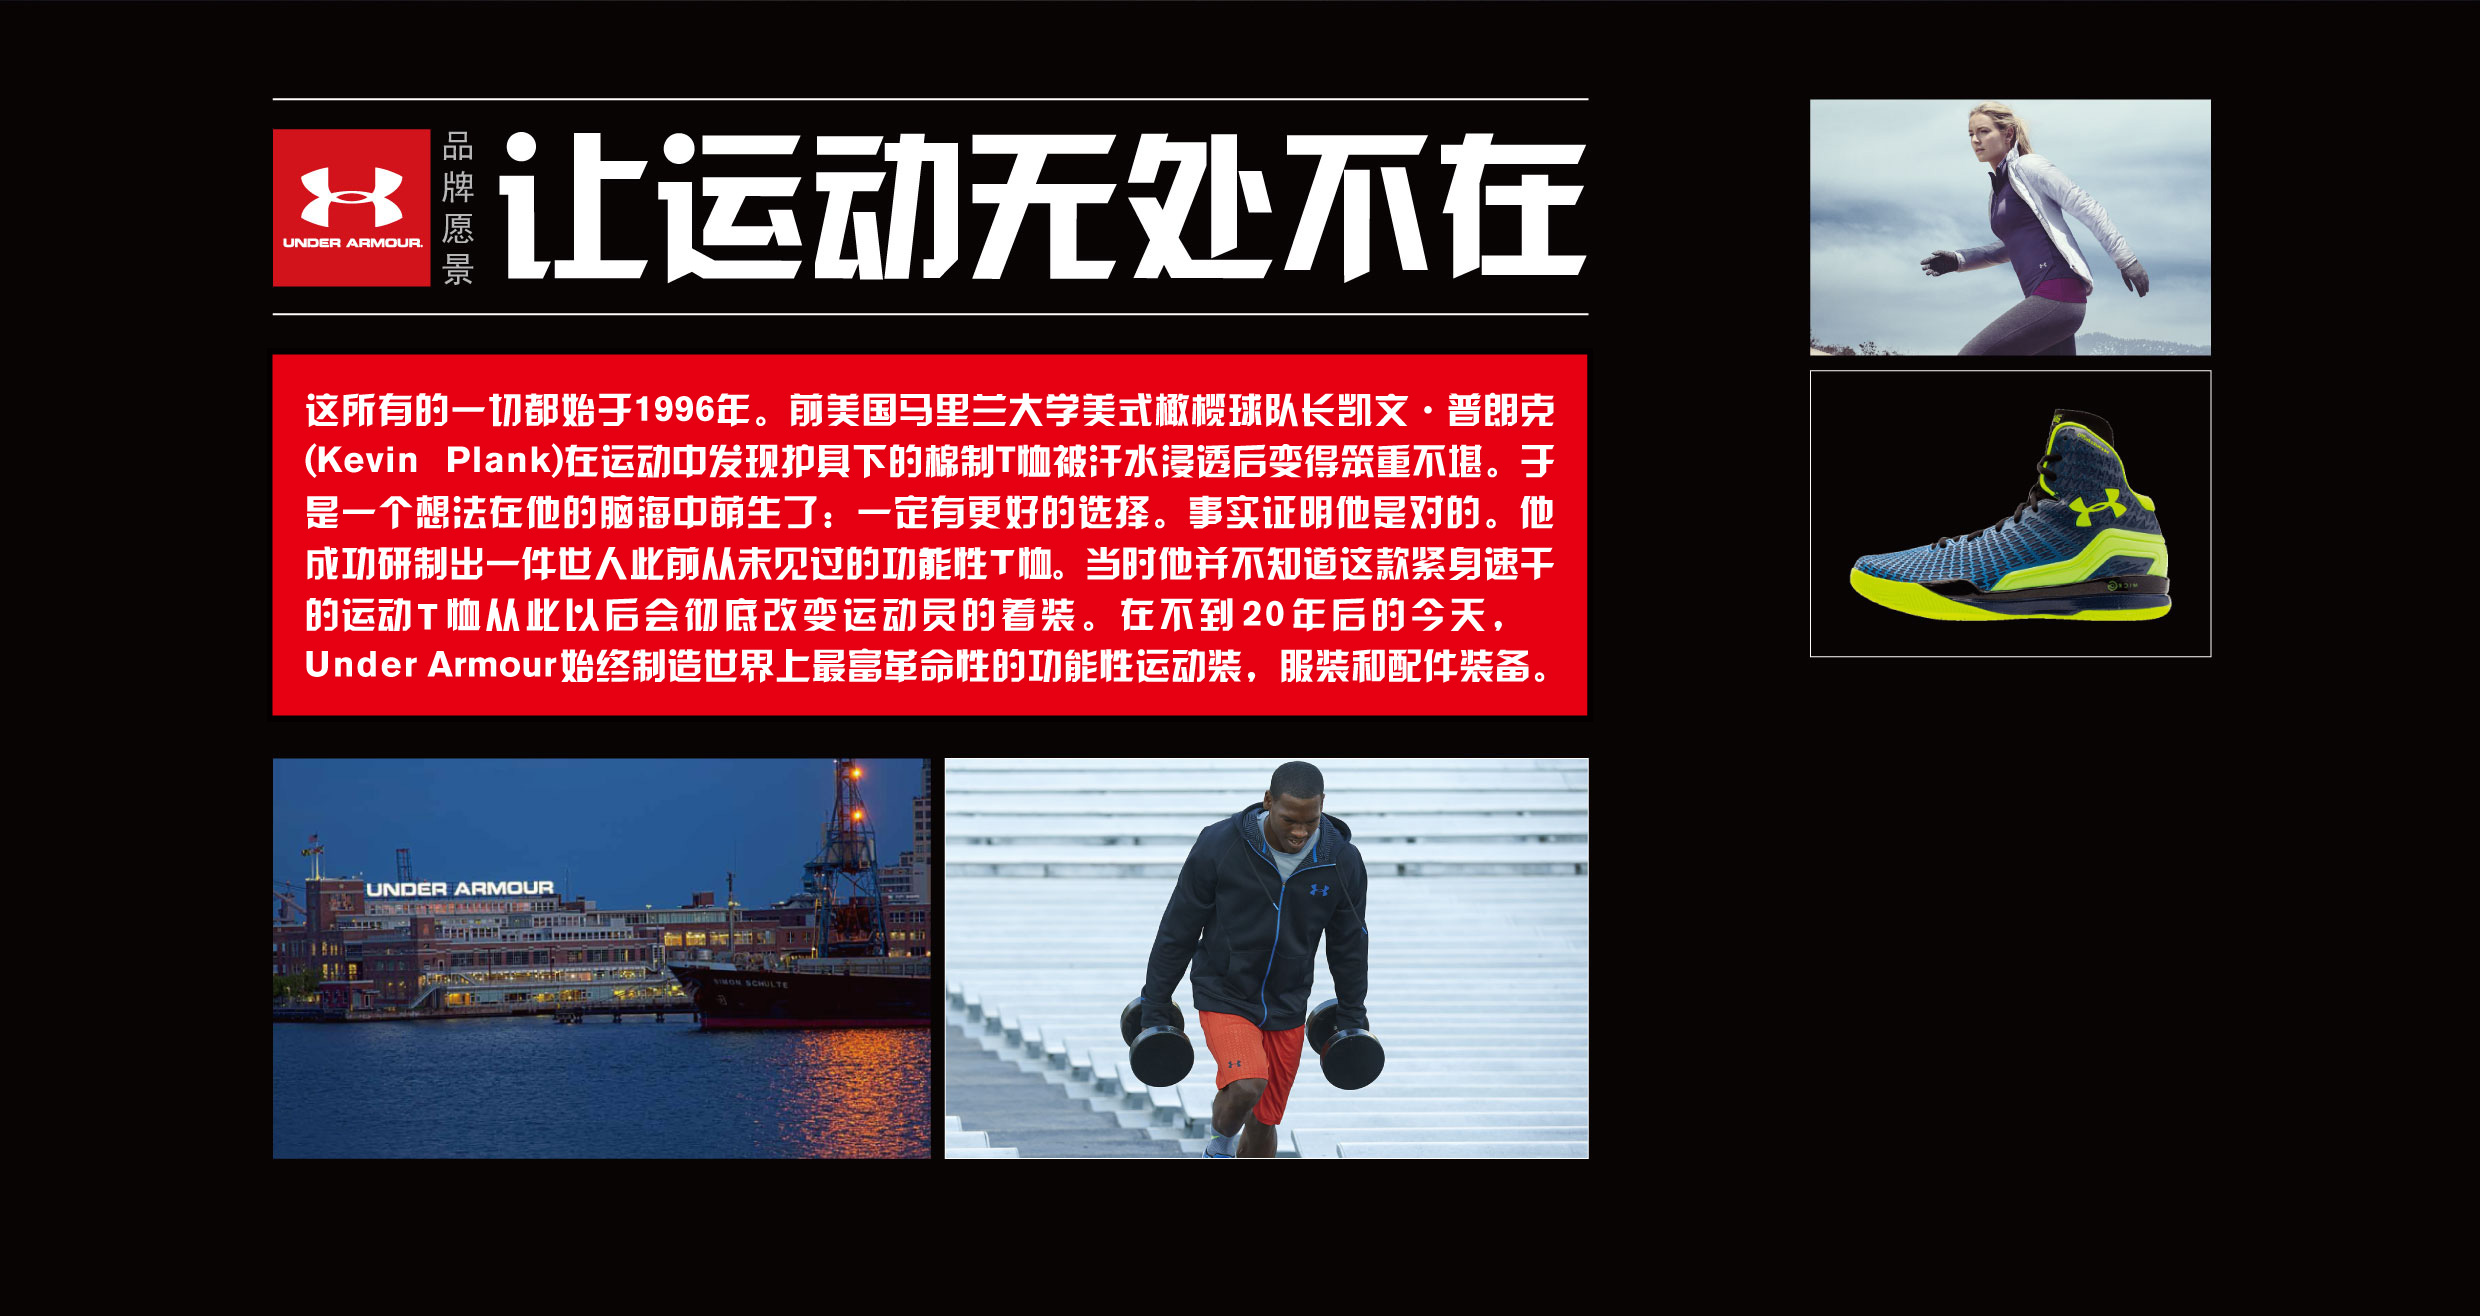 UNDER ARMOUR.
品牌愿景
让运动无处不在
这所有的一切都始于1996年。前美国马里兰大学美式橄榄球队长凯文·普朗克
(Kevin Plank)在运动中发现护具下的棉制T恤被汗水浸透后变得笨重不堪。于
是一个想法在他的脑海中萌生了：一定有更好的选择。事实证明他是对的。他
成功研制出一件世人此前从未见过的功能性T恤。当时他并不知道这款紧身速干
的运动T恤从此以后会彻底改变运动员的着装。在不到20年后的今天，
Under Armour始终制造世界上最富革命性的功能性运动装，服装和配件装备。
UNDER ARMOUR
SIMON SCHULTE